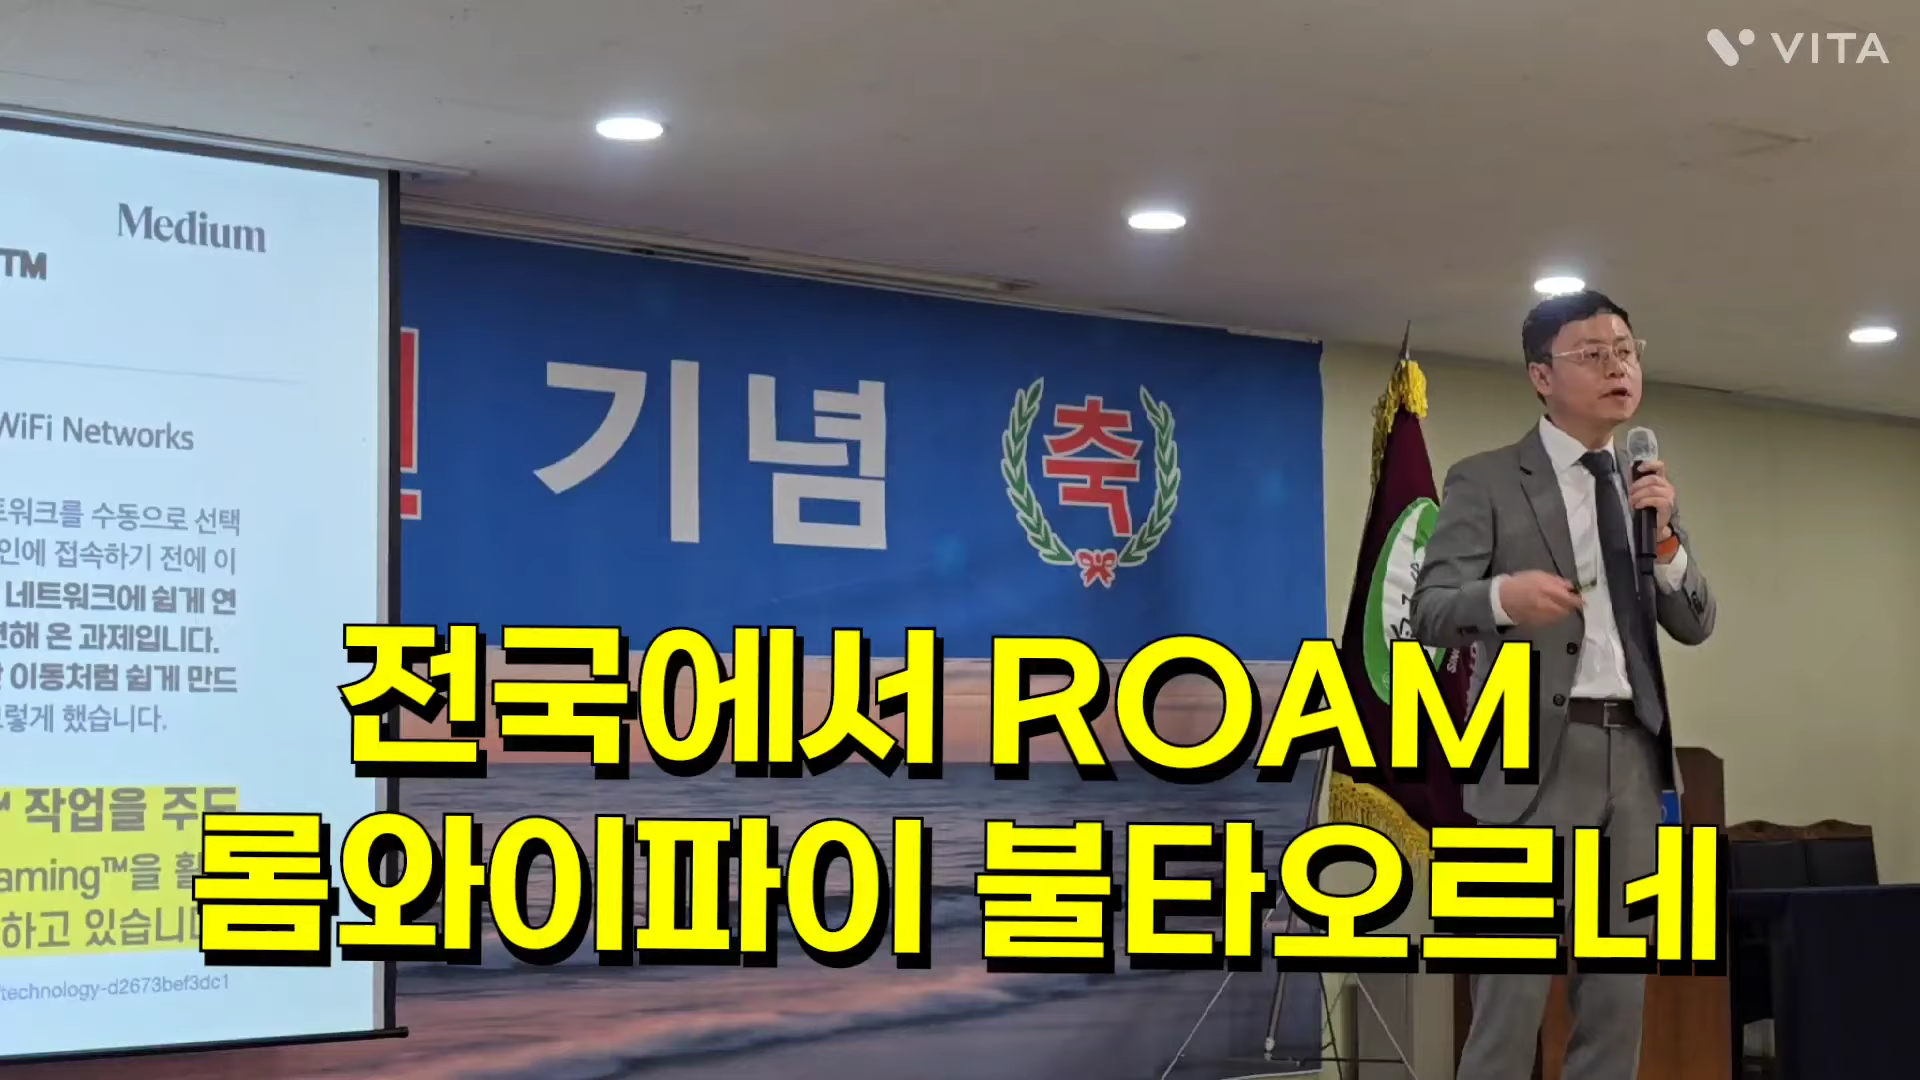 VITA
Medium
TM
WiFi Networks
기념
축
트워크를 수동으로 선택
인에 접속하기 전에 이
네트워크에 쉽게 연
변해 온 과제입니다.
이동처럼 쉽게 만드
렇게 했습니다.
작업을 주도
aming™을 활
하고 있습니다
technology-d2673bef3dc1
전국에서 ROAM
롬와이파이 불타오르네